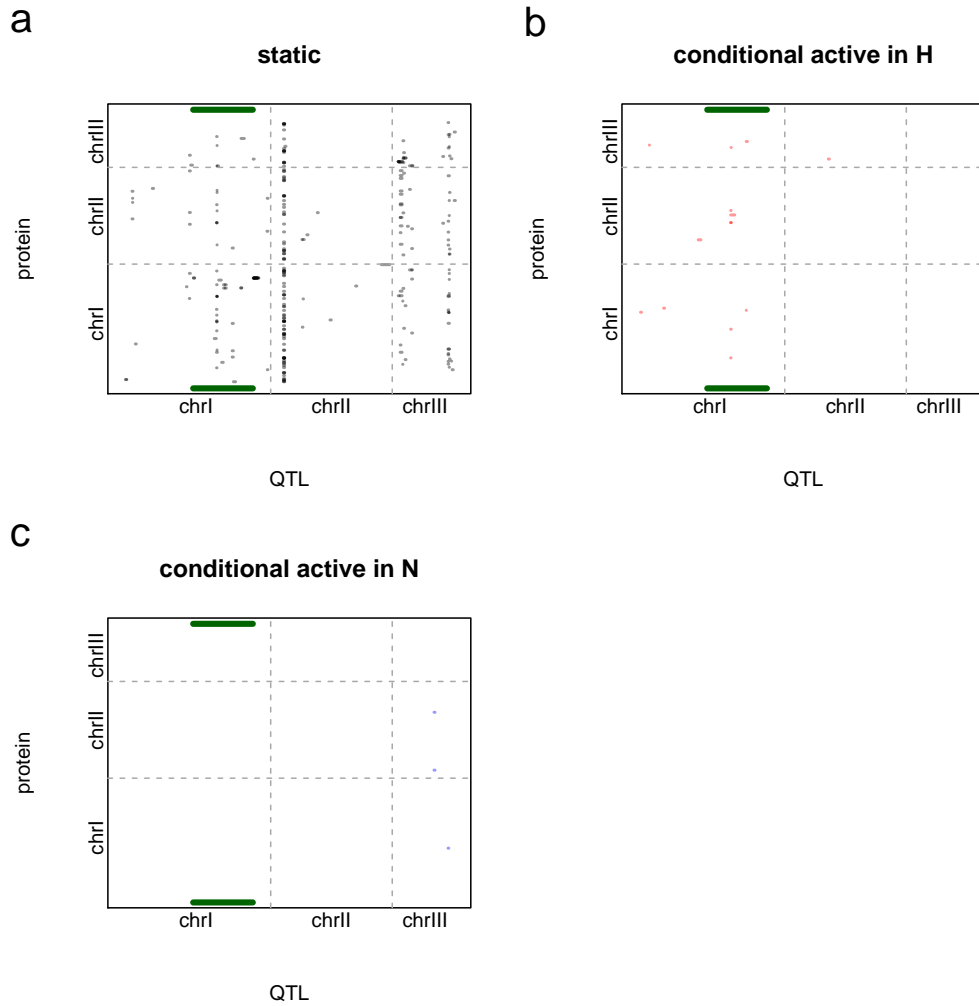 a
static
protein
chrIII
chrII
chrI
chrI
chrII
chrIII
QTL
b
conditional active in H
protein
chrIII
chrII
chrI
chrI
chrII
chrIII
QTL
c
conditional active in N
protein
chrIII
chrII
chrI
chrI
chrII
chrIII
QTL